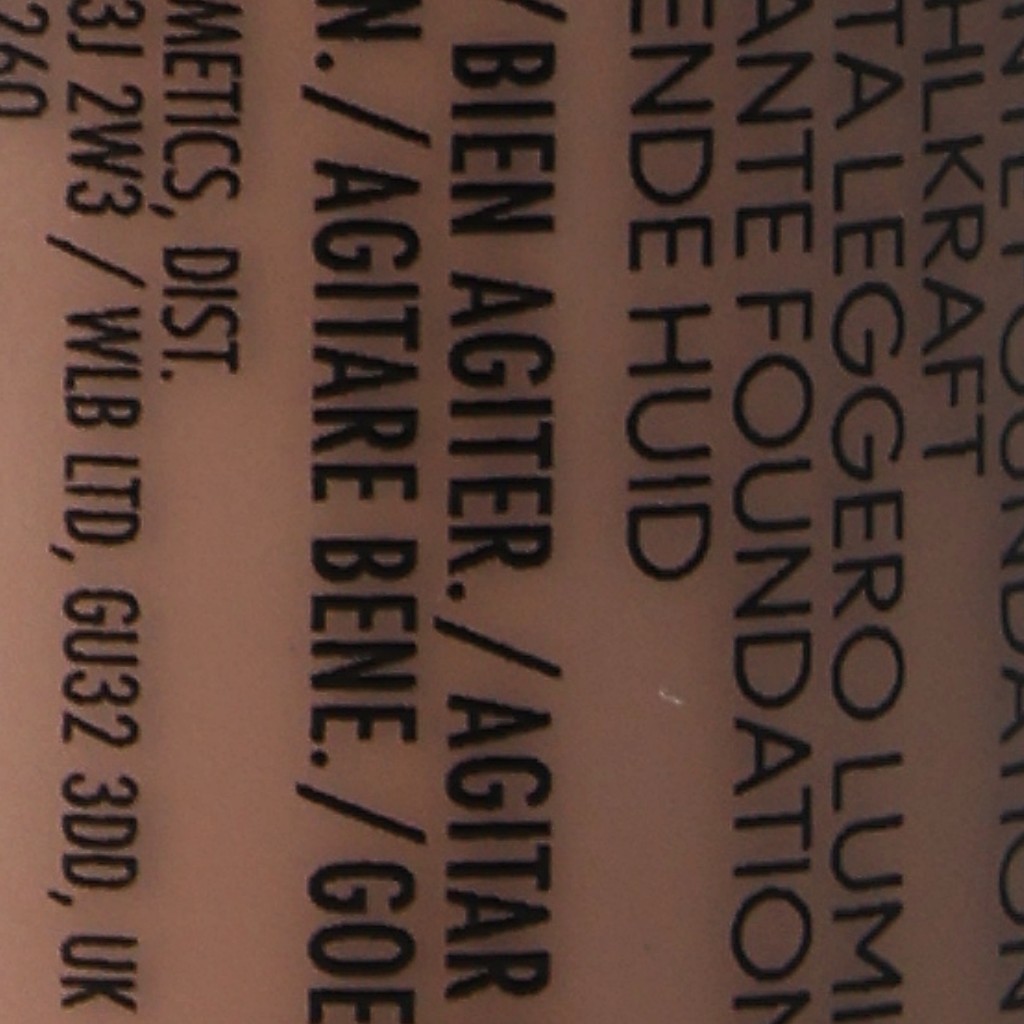 HLKRAFT
TA LEGGERO LUMI
ANTE FOUNDATION
ENDE HUID
/ BIEN AGITER. / AGITAR
N. / AGITARE BENE. / GOE
METICS, DIST.
3J 2W3 / WLB LTD, GU32 3DD, UK
260